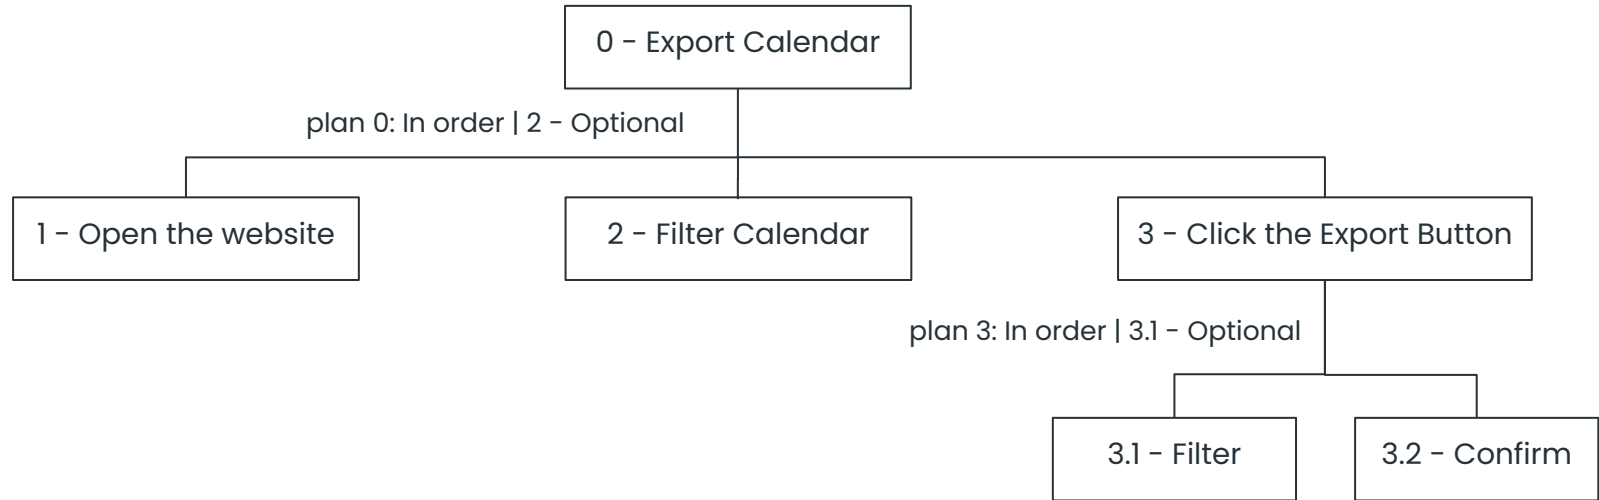 0 - Export Calendar
plan 0: In order | 2 - Optional
1 - Open the website
2 - Filter Calendar
3 - Click the Export Button
plan 3: In order | 3.1 - Optional
3.1 - Filter
3.2 - Confirm